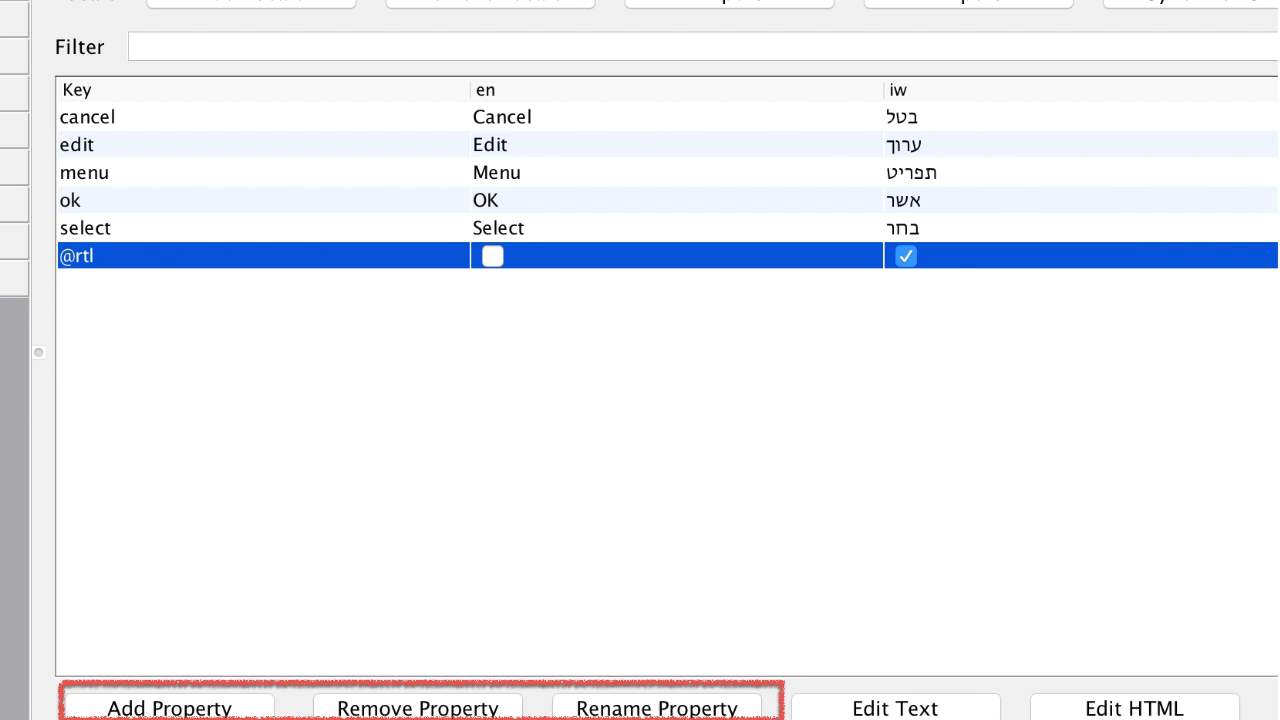 Filter
Key en iw
cancel Cancel בטל
edit Edit ערוך
menu Menu תפריט
ok OK אשר
select Select בחר
@rtl
Add Property Remove Property Rename Property Edit Text Edit HTML